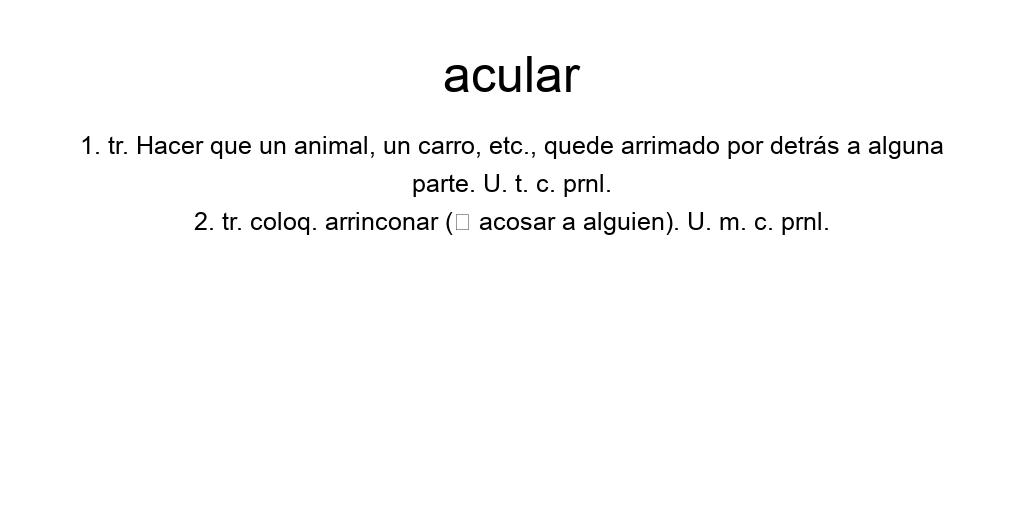 acular
1. tr. Hacer que un animal, un carro, etc., quede arrimado por detrás a alguna
parte. U. t. c. prnl.
2. tr. coloq. arrinconar (□ acosar a alguien). U. m. c. prnl.